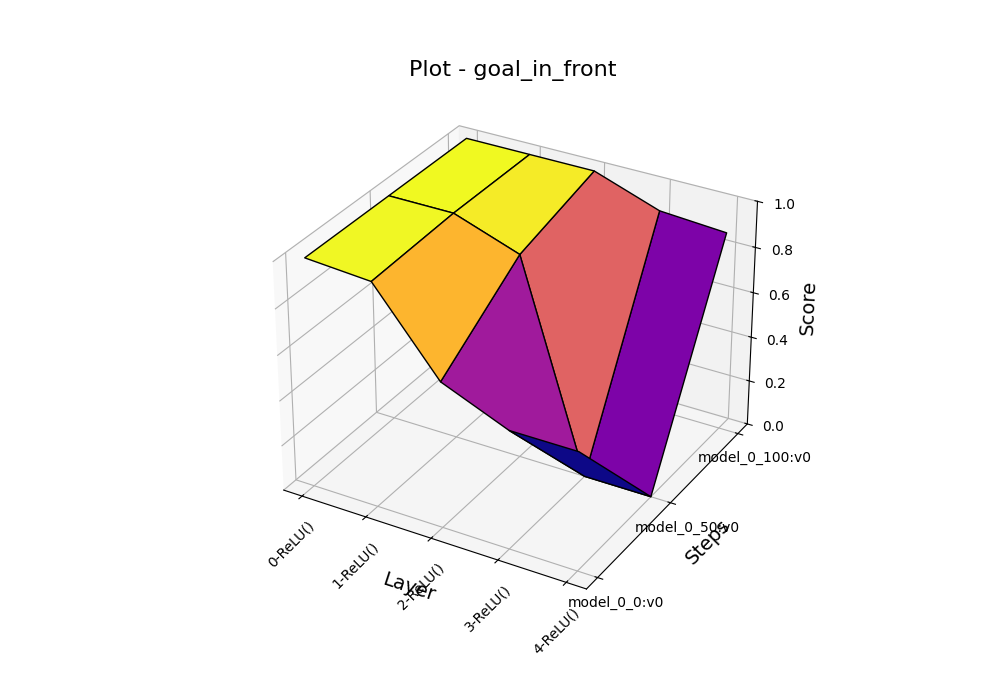 Plot - goal_in_front
1.0
0.8
0.6
0.4
0.2
0.0
Score
model_0_100:v0
model_0_50:v0
model_0_0:v0
Steps
0-ReLU()
1-ReLU()
2-ReLU()
3-ReLU()
4-ReLU()
Layer